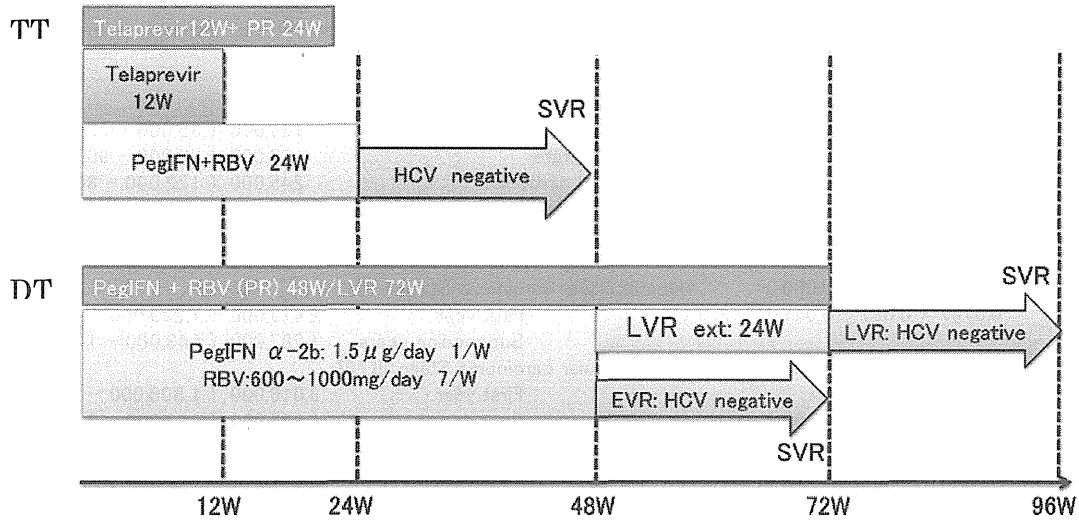 TT
Telaprevir12W+ PR 24W
Telaprevir
12W
PegIFN+RBV 24W
HCV negative
SVR
DT
PegIFN + RBV (PR) 48W/LVR 72W
PegIFN α-2b: 1.5μg/day 1/W
RBV:600~1000mg/day 7/W
LVR ext: 24W
LVR: HCV negative
SVR
EVR: HCV negative
SVR
12W 24W 48W 72W 96W